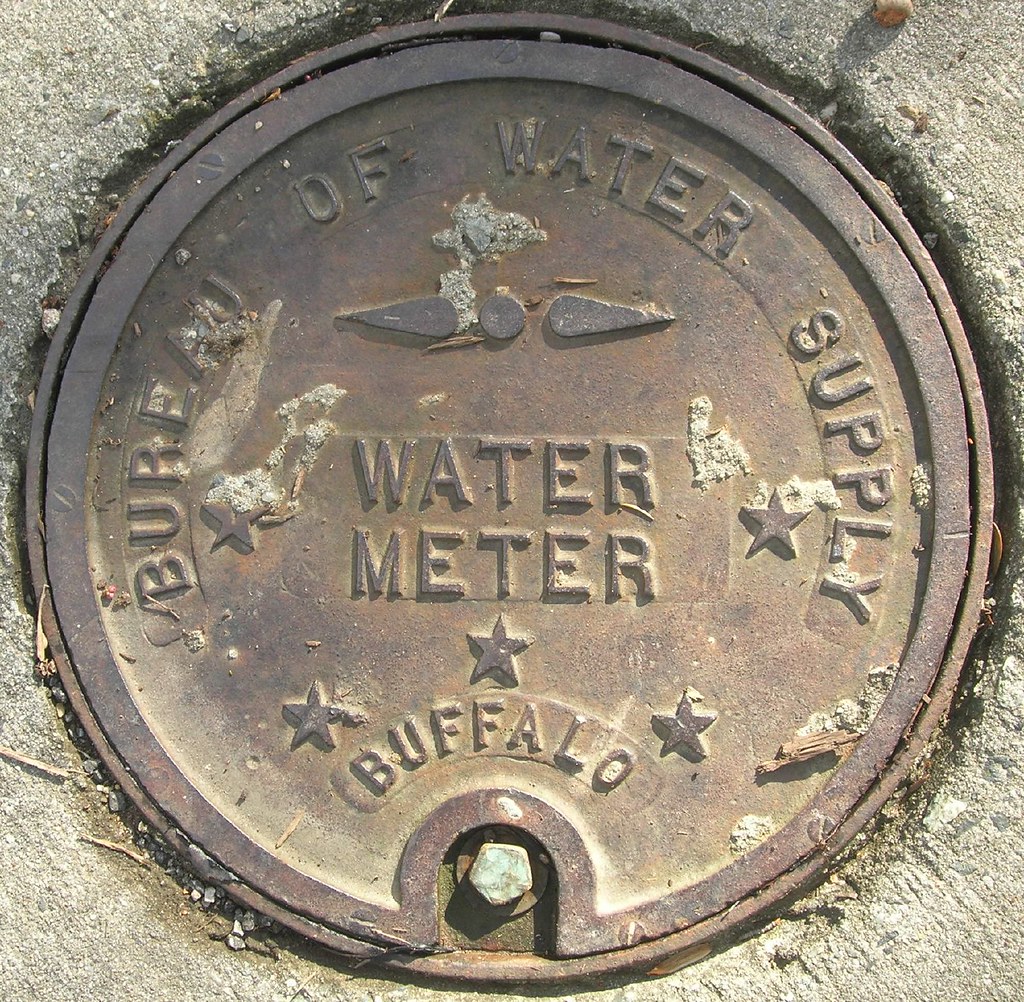 BUREAU OF WATER SUPPLY
WATER
METER
BUFFALO